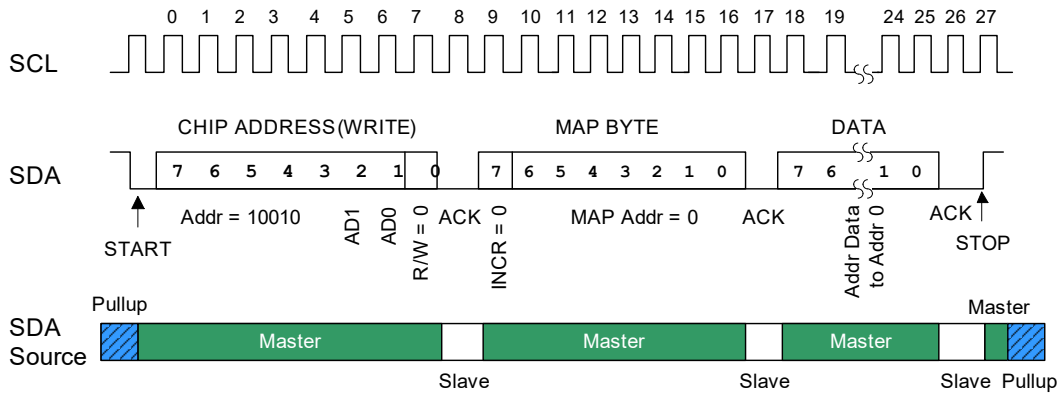 0 1 2 3 4 5 6 7 8 9 10 11 12 13 14 15 16 17 18 19 24 25 26 27
SCL
CHIP ADDRESS (WRITE) MAP BYTE DATA
SDA 7 6 5 4 3 2 1 0 7 6 5 4 3 2 1 0 7 6 1 0
Addr = 10010 AD1 AD0 R/W = 0 ACK INCR = 0 MAP Addr = 0 ACK Addr Data to Addr 0 ACK
START STOP
Pullup Master
SDA Source Master Master Master
Slave Slave Slave Pullup